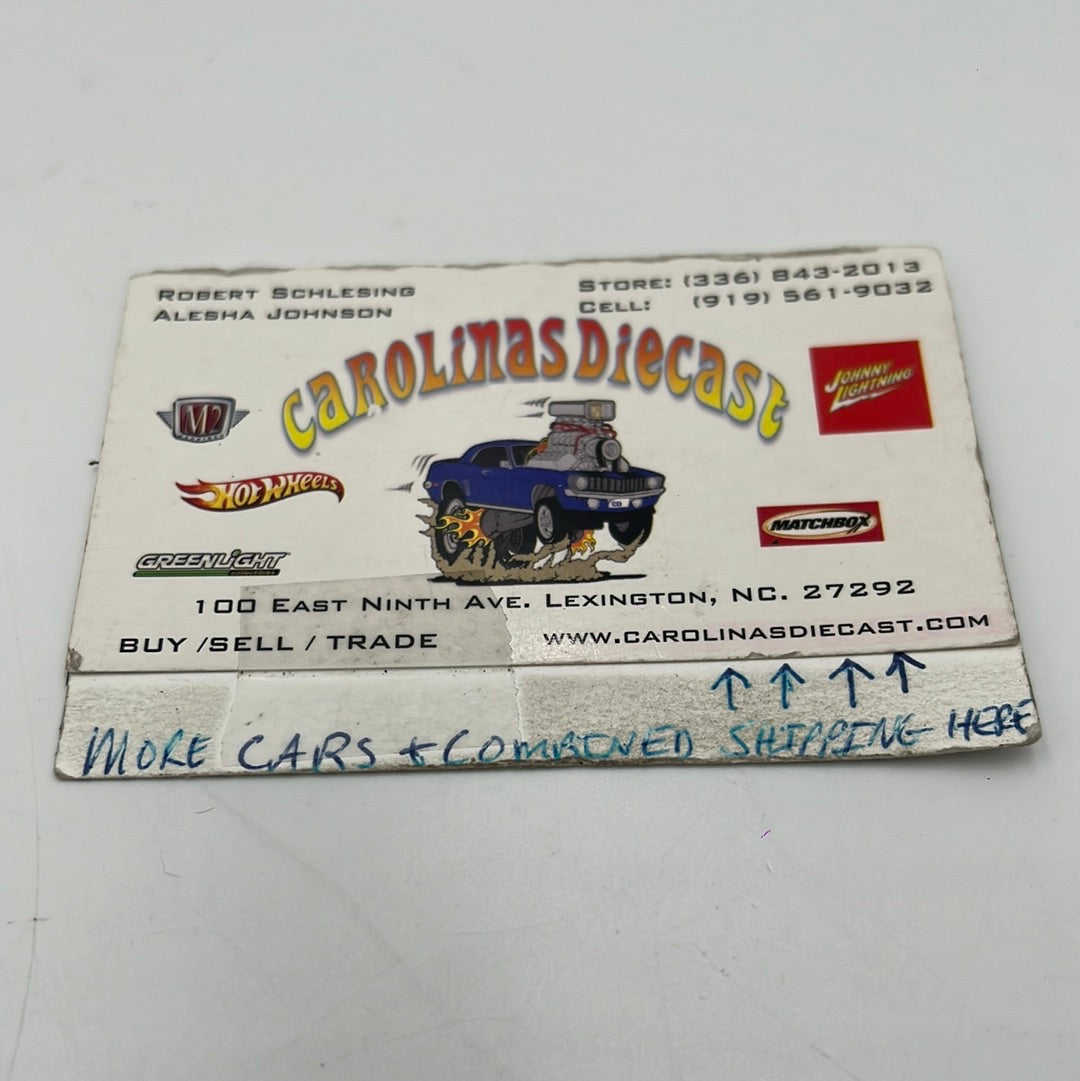 ROBERT SCHLESING
ALESHA JOHNSON
STORE: (336) 843-2013
CELL: (919) 561-9032
CAROLiNAS DiECAST
M2
JOHNNY
LIGHTNING
HOT WHEELS
MATCHBOX
GREENLIGHT
collectibles
100 EAST NINTH AVE. LEXINGTON, NC. 27292
BUY /SELL / TRADE
WWW.CAROLINASDIECAST.COM
MORE CARS + COMBINED SHIPPING HERE